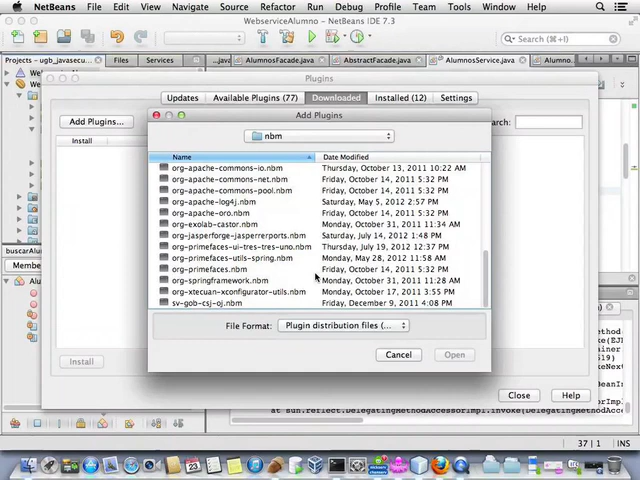 NetBeans File Edit View Navigate Source Refactor Run Debug Profile Team Tools Window Help
WebserviceAlumno - NetBeans IDE 7.3
Search (⌘+I)
Projects - ugb_javasecu... Files Services ...java AlumnosFacade.java AbstractFacade.java AlumnosService.java Alumno...
Plugins
Updates Available Plugins (77) Downloaded Installed (12) Settings
Add Plugins...
Search:
Install
Add Plugins
nbm
Name Date Modified
org-apache-commons-io.nbm Thursday, October 13, 2011 10:22 AM
org-apache-commons-net.nbm Friday, October 14, 2011 5:32 PM
org-apache-commons-pool.nbm Friday, October 14, 2011 5:32 PM
org-apache-log4j.nbm Saturday, May 5, 2012 2:57 PM
org-apache-oro.nbm Friday, October 14, 2011 5:32 PM
org-exolab-castor.nbm Monday, October 31, 2011 11:34 AM
org-jasperforge-jasperreports.nbm Saturday, July 14, 2012 1:48 PM
org-primefaces-ui-tres-tres-uno.nbm Thursday, July 19, 2012 12:37 PM
org-primefaces-utils-spring.nbm Monday, May 28, 2012 11:58 AM
org-primefaces.nbm Friday, October 14, 2011 5:32 PM
org-springframework.nbm Monday, October 31, 2011 11:28 AM
org-xtecuan-xconfigurator-utils.nbm Monday, October 17, 2011 3:55 PM
sv-gob-csj-oj.nbm Friday, December 9, 2011 4:08 PM
File Format: Plugin distribution files (...
Cancel Open
Install
Close Help
buscarAl
Member
at sun.reflect.DelegatingMethodAccessorImpl.invoke(Delegating
37 | 1 INS